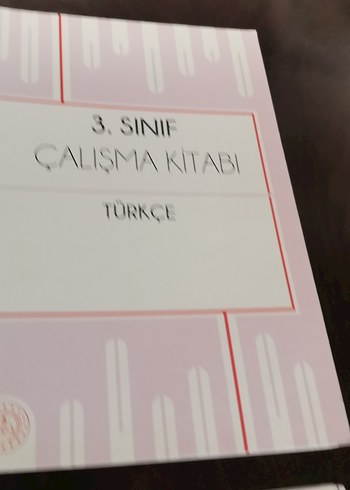 3. SINIF
ÇALIŞMA KİTABI
TÜRKÇE